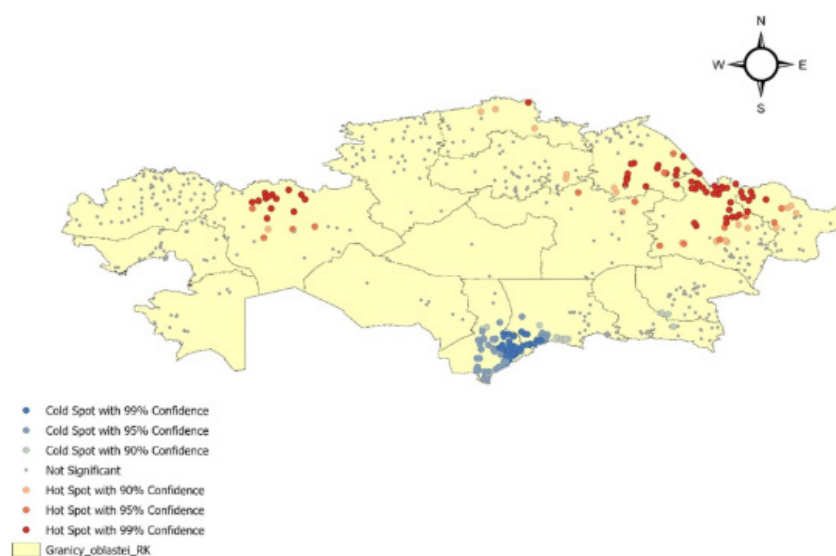 N
W E
S
Cold Spot with 99% Confidence
Cold Spot with 95% Confidence
Cold Spot with 90% Confidence
Not Significant
Hot Spot with 90% Confidence
Hot Spot with 95% Confidence
Hot Spot with 99% Confidence
Granicy_oblastei_RK